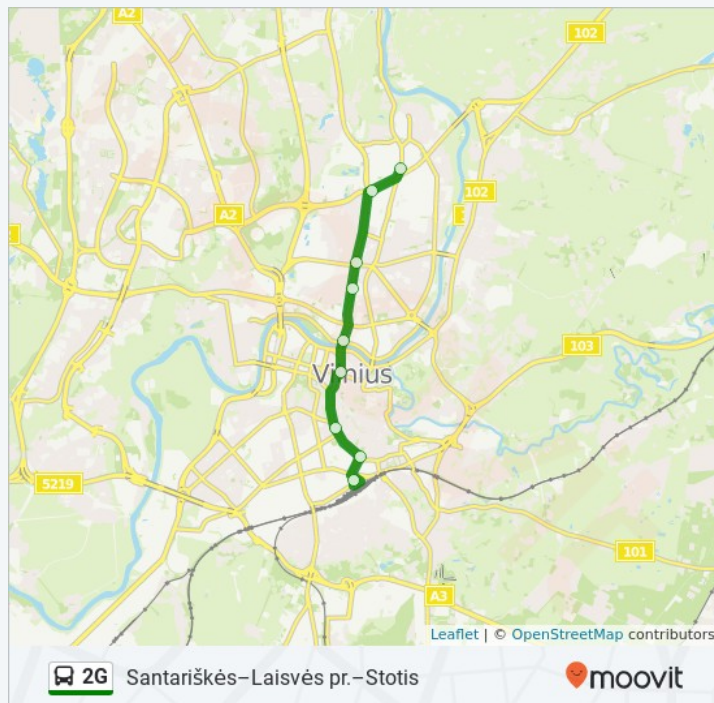 A2
102
102
A2
Vilnius
103
5219
101
A3
Leaflet | © OpenStreetMap contributors
2G Santariškės–Laisvės pr.–Stotis
moovit